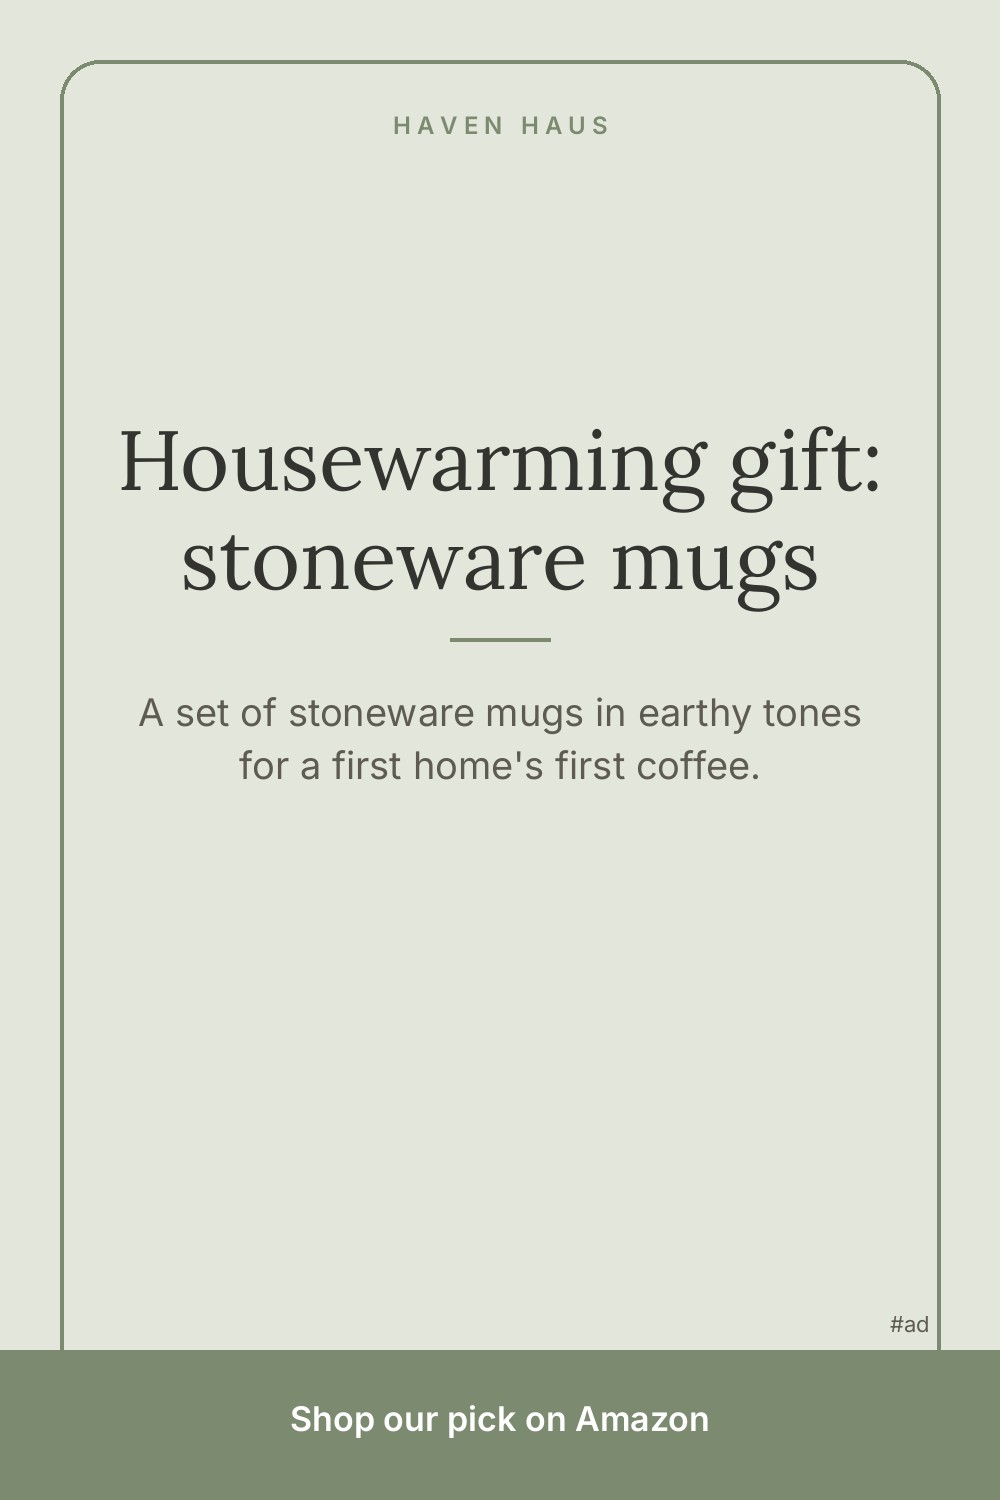 HAVEN HAUS
Housewarming gift:
stoneware mugs
A set of stoneware mugs in earthy tones
for a first home's first coffee.
#ad
Shop our pick on Amazon